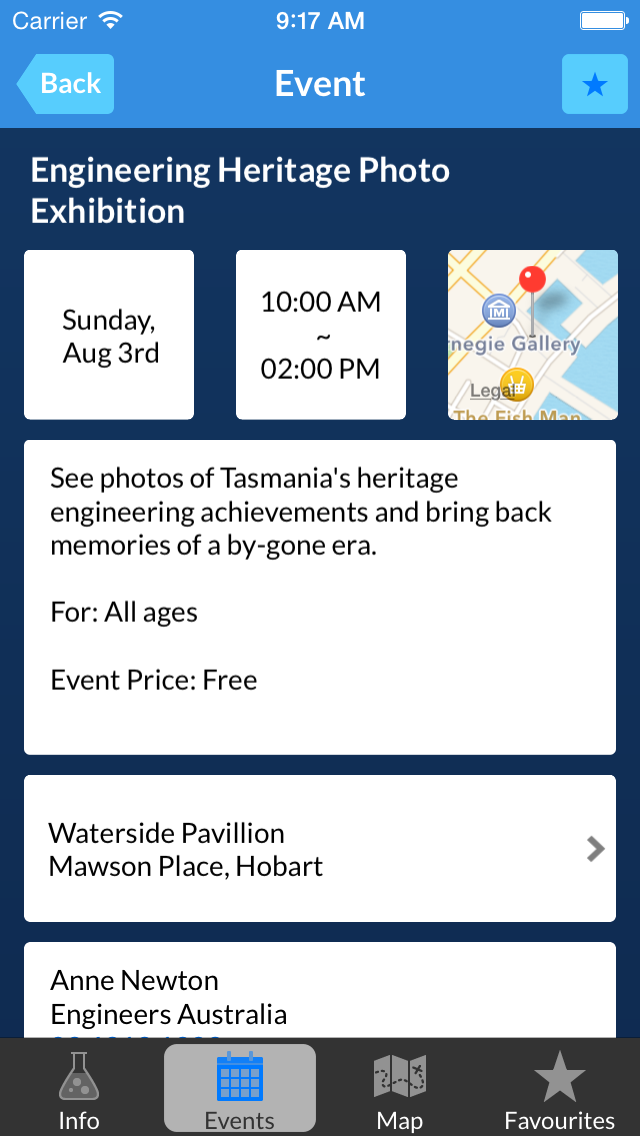 Carrier 9:17 AM
Back Event
Engineering Heritage Photo
Exhibition
Sunday,
Aug 3rd
10:00 AM
~
02:00 PM
rnegie Gallery
Legal
The Fish Man
See photos of Tasmania's heritage
engineering achievements and bring back
memories of a by-gone era.
For: All ages
Event Price: Free
Waterside Pavillion
Mawson Place, Hobart
Anne Newton
Engineers Australia
Info Events Map Favourites